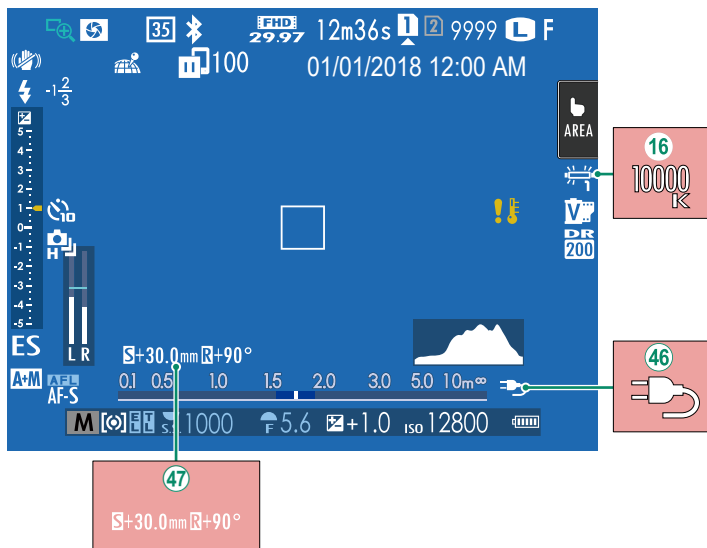 35 FHD 29.97 12m36s 1 2 9999 L F
100 01/01/2018 12:00 AM
-1 2/3
AREA
16
10000
K
5
4
3
2
1
0
-1
-2
-3
-4
-5
10
H
1
V
DR
200
L R
ES
S+30.0mm R+90°
46
A+M AFL
AF-S
0.1 0.5 1.0 1.5 2.0 3.0 5.0 10m ∞
M E L T L S.S. 1000 F 5.6 +1.0 ISO 12800
47
S+30.0mm R+90°